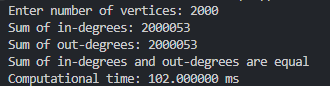 Enter number of vertices: 2000
Sum of in-degrees: 2000053
Sum of out-degrees: 2000053
Sum of in-degrees and out-degrees are equal
Computational time: 102.000000 ms